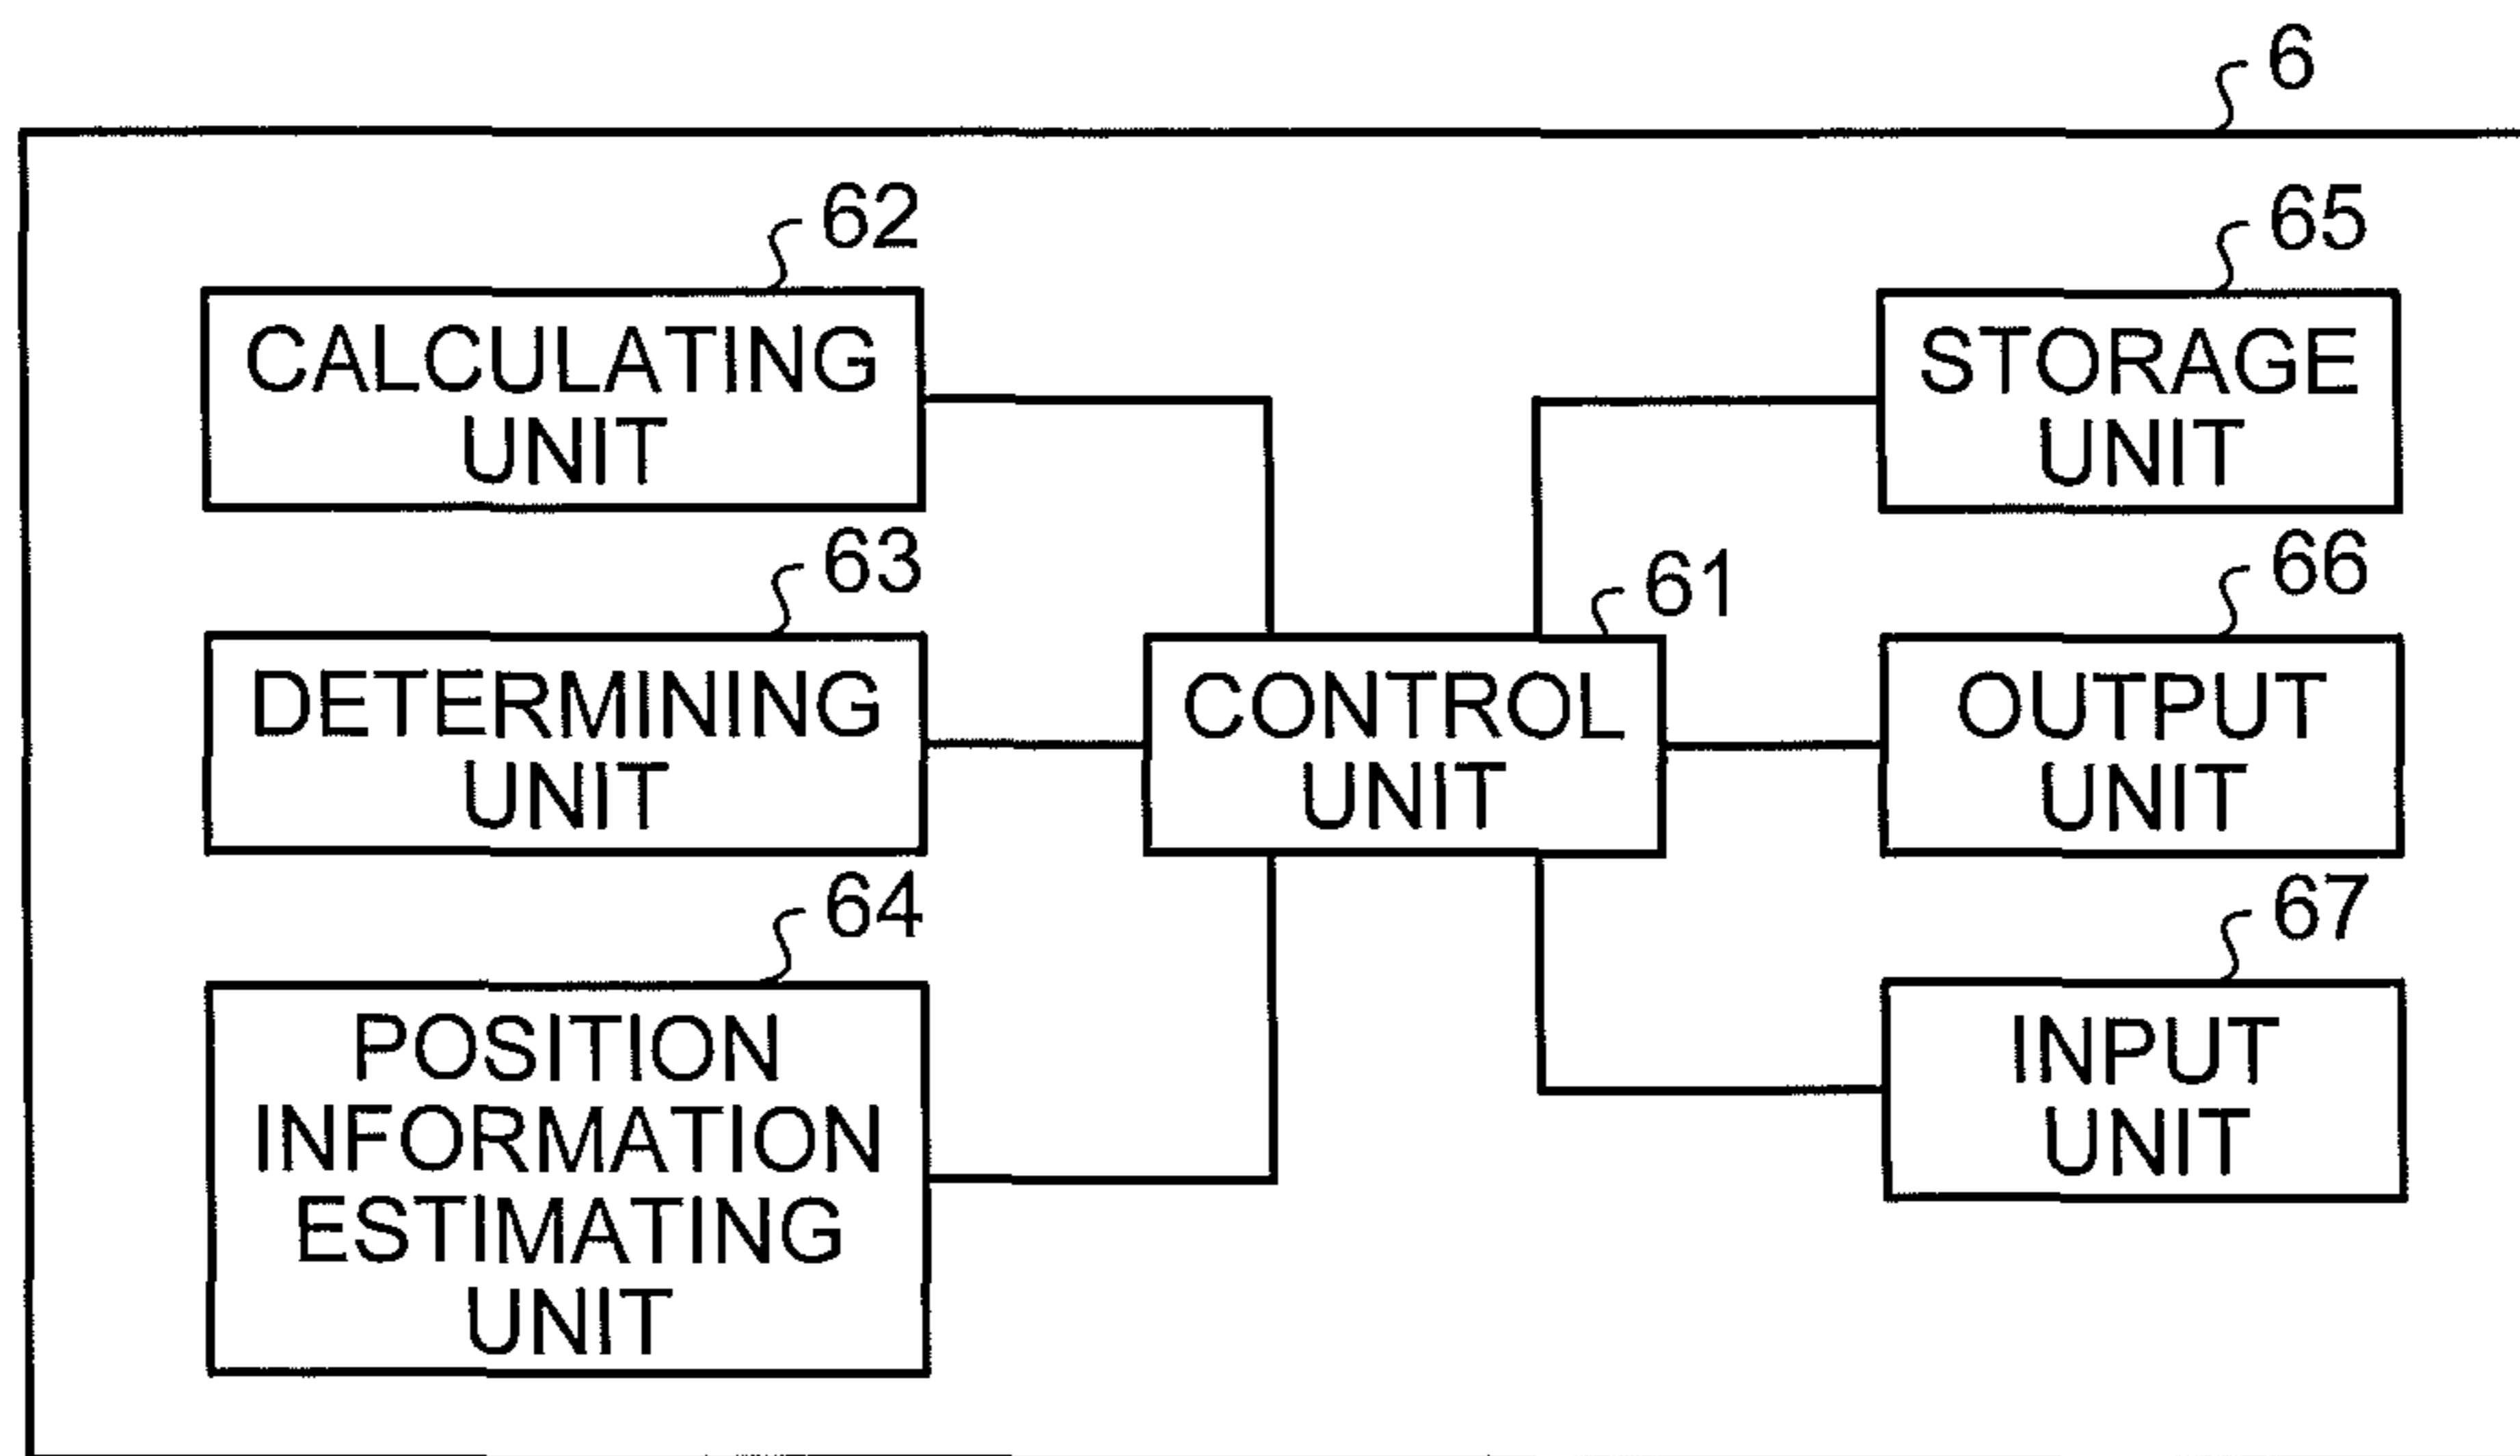 6
62
CALCULATING
UNIT
65
STORAGE
UNIT
63
DETERMINING
UNIT
61
CONTROL
UNIT
66
OUTPUT
UNIT
64
POSITION
INFORMATION
ESTIMATING
UNIT
67
INPUT
UNIT